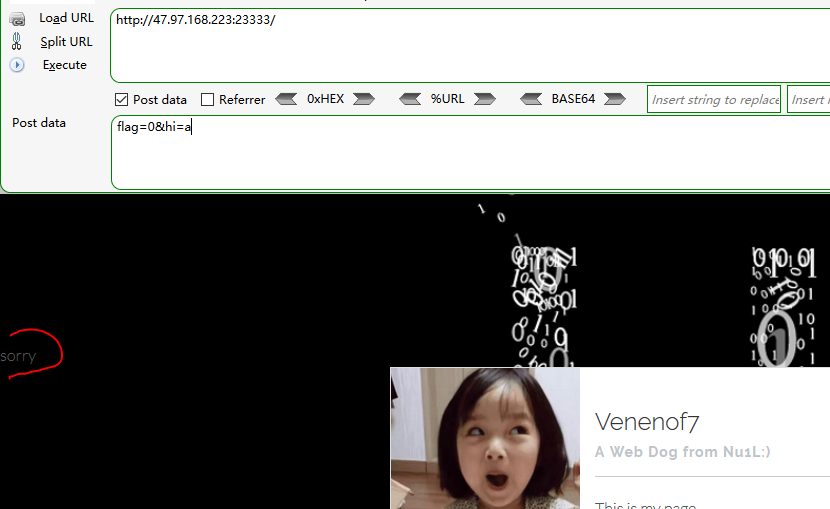 Load URL
http://47.97.168.223:23333/
Split URL
Execute
Post data
Referrer
0xHEX
%URL
BASE64
Insert string to replace
Insert r
Post data
flag=0&hi=a
sorry
Venenof7
A Web Dog from Nu1L:)
This is my page